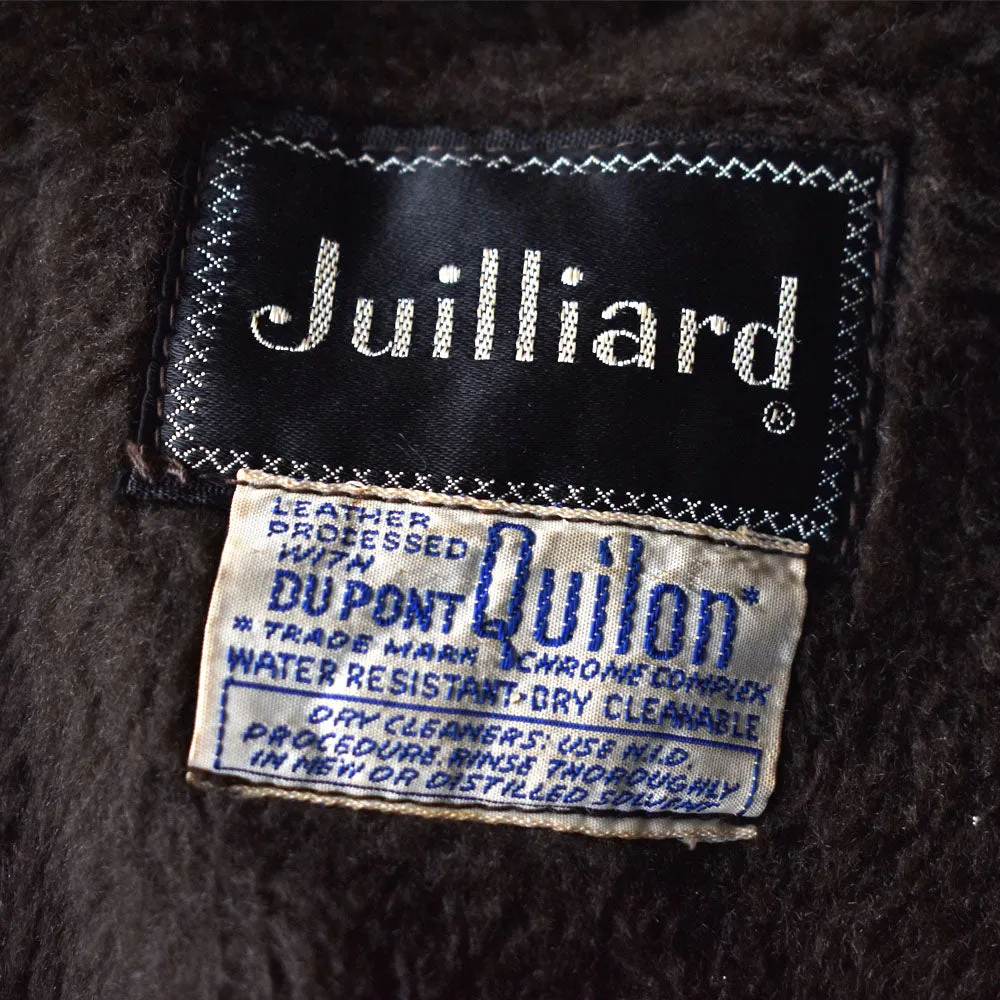 Juilliard
®
LEATHER
PROCESSED
WITH
DU PONT Quilon*
* TRADE MARK CHROME COMPLEX
WATER RESISTANT·DRY CLEANABLE
DRY CLEANERS: USE N.I.D.
PROCEDURE. RINSE THOROUGHLY
IN NEW OR DISTILLED SOLVENT